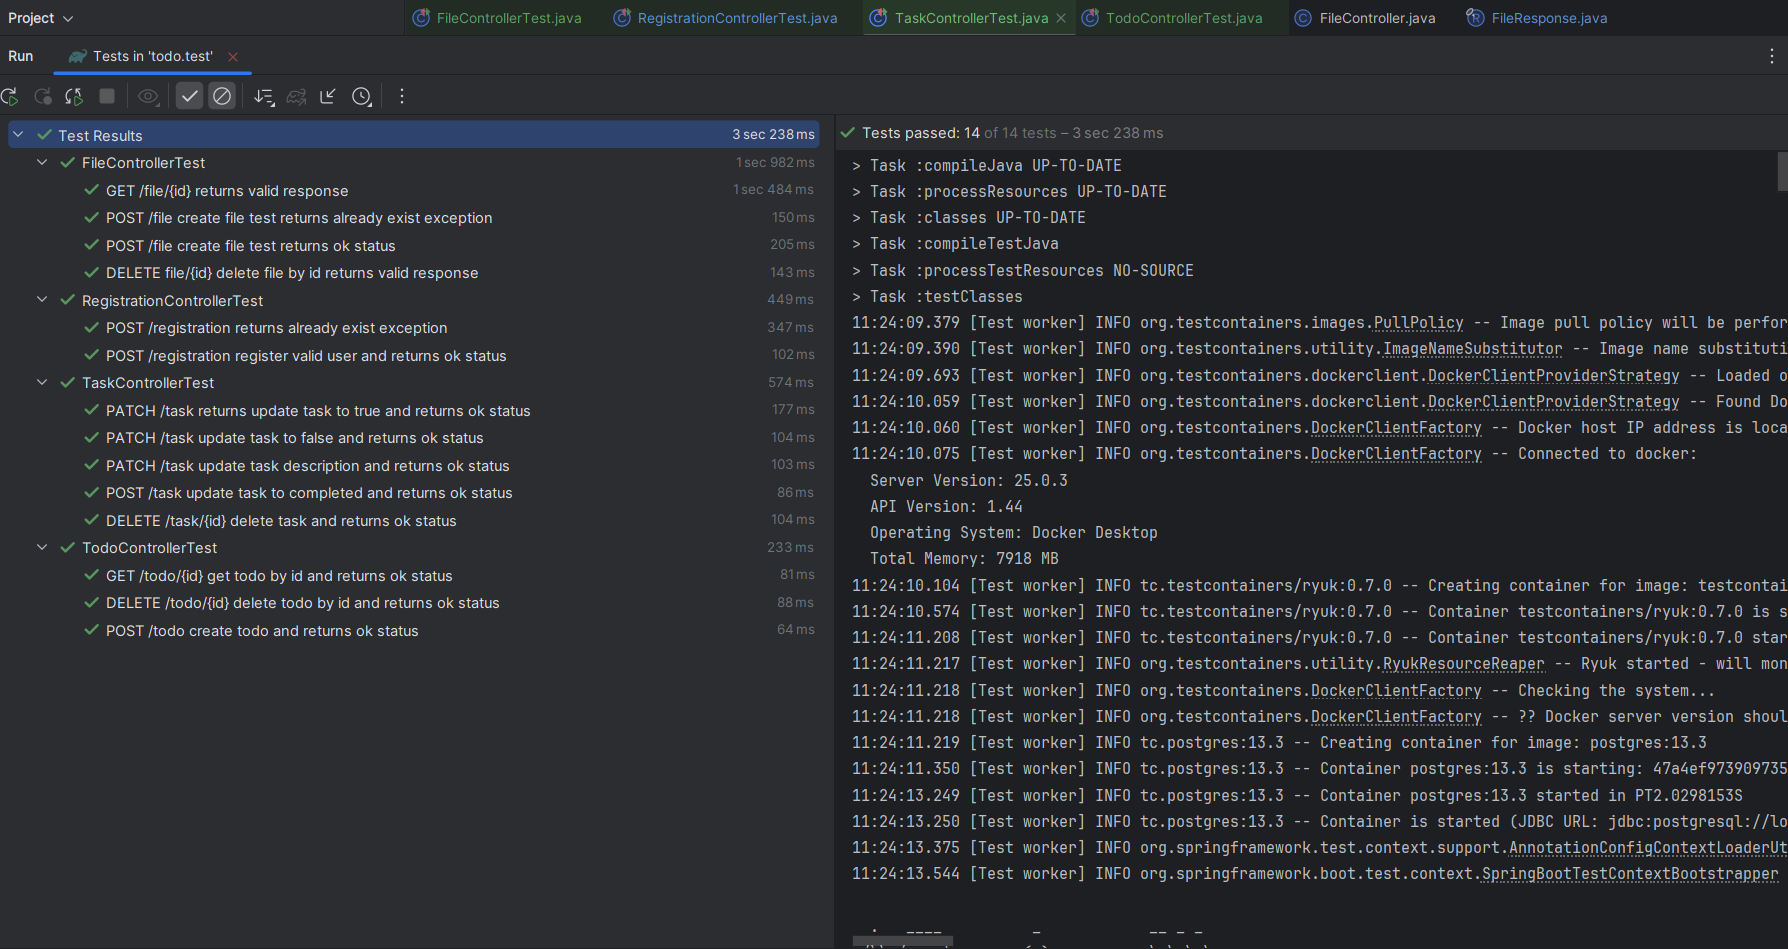 Project
FileControllerTest.java
RegistrationControllerTest.java
TaskControllerTest.java
TodoControllerTest.java
FileController.java
FileResponse.java
Run
Tests in 'todo.test'
Test Results 3 sec 238 ms
FileControllerTest 1 sec 982 ms
GET /file/{id} returns valid response 1 sec 484 ms
POST /file create file test returns already exist exception 150 ms
POST /file create file test returns ok status 205 ms
DELETE file/{id} delete file by id returns valid response 143 ms
RegistrationControllerTest 449 ms
POST /registration returns already exist exception 347 ms
POST /registration register valid user and returns ok status 102 ms
TaskControllerTest 574 ms
PATCH /task returns update task to true and returns ok status 177 ms
PATCH /task update task to false and returns ok status 104 ms
PATCH /task update task description and returns ok status 103 ms
POST /task update task to completed and returns ok status 86 ms
DELETE /task/{id} delete task and returns ok status 104 ms
TodoControllerTest 233 ms
GET /todo/{id} get todo by id and returns ok status 81 ms
DELETE /todo/{id} delete todo by id and returns ok status 88 ms
POST /todo create todo and returns ok status 64 ms
Tests passed: 14 of 14 tests – 3 sec 238 ms
> Task :compileJava UP-TO-DATE
> Task :processResources UP-TO-DATE
> Task :classes UP-TO-DATE
> Task :compileTestJava
> Task :processTestResources NO-SOURCE
> Task :testClasses
11:24:09.379 [Test worker] INFO org.testcontainers.images.PullPolicy -- Image pull policy will be perfor
11:24:09.390 [Test worker] INFO org.testcontainers.utility.ImageNameSubstitutor -- Image name substituti
11:24:09.693 [Test worker] INFO org.testcontainers.dockerclient.DockerClientProviderStrategy -- Loaded o
11:24:10.059 [Test worker] INFO org.testcontainers.dockerclient.DockerClientProviderStrategy -- Found Do
11:24:10.060 [Test worker] INFO org.testcontainers.DockerClientFactory -- Docker host IP address is loca
11:24:10.075 [Test worker] INFO org.testcontainers.DockerClientFactory -- Connected to docker:
Server Version: 25.0.3
API Version: 1.44
Operating System: Docker Desktop
Total Memory: 7918 MB
11:24:10.104 [Test worker] INFO tc.testcontainers/ryuk:0.7.0 -- Creating container for image: testcontai
11:24:10.574 [Test worker] INFO tc.testcontainers/ryuk:0.7.0 -- Container testcontainers/ryuk:0.7.0 is s
11:24:11.208 [Test worker] INFO tc.testcontainers/ryuk:0.7.0 -- Container testcontainers/ryuk:0.7.0 star
11:24:11.217 [Test worker] INFO org.testcontainers.utility.RyukResourceReaper -- Ryuk started - will mon
11:24:11.218 [Test worker] INFO org.testcontainers.DockerClientFactory -- Checking the system...
11:24:11.218 [Test worker] INFO org.testcontainers.DockerClientFactory -- ?? Docker server version shoul
11:24:11.219 [Test worker] INFO tc.postgres:13.3 -- Creating container for image: postgres:13.3
11:24:11.350 [Test worker] INFO tc.postgres:13.3 -- Container postgres:13.3 is starting: 47a4ef973909735
11:24:13.249 [Test worker] INFO tc.postgres:13.3 -- Container postgres:13.3 started in PT2.0298153S
11:24:13.250 [Test worker] INFO tc.postgres:13.3 -- Container is started (JDBC URL: jdbc:postgresql://lo
11:24:13.375 [Test worker] INFO org.springframework.test.context.support.AnnotationConfigContextLoaderUt
11:24:13.544 [Test worker] INFO org.springframework.boot.test.context.SpringBootTestContextBootstrapper